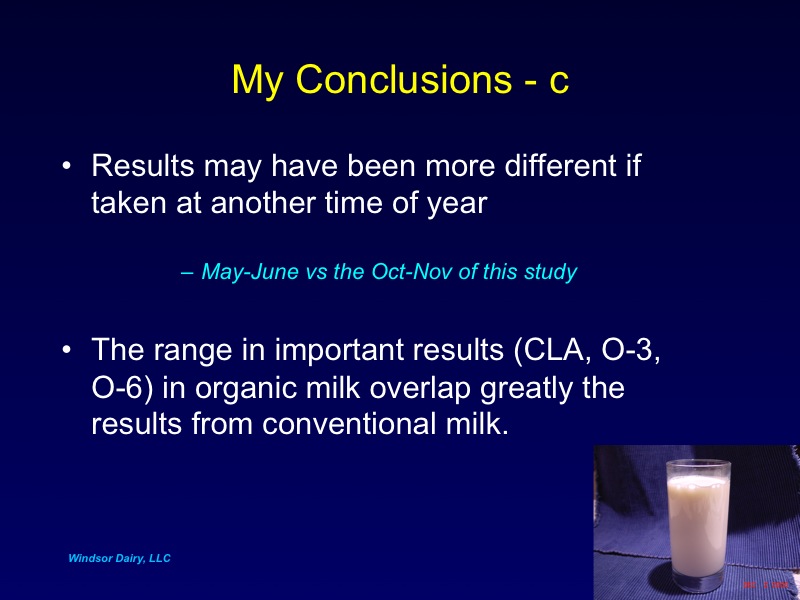 My Conclusions - c
• Results may have been more different if
taken at another time of year
– May-June vs the Oct-Nov of this study
• The range in important results (CLA, O-3,
O-6) in organic milk overlap greatly the
results from conventional milk.
Windsor Dairy, LLC